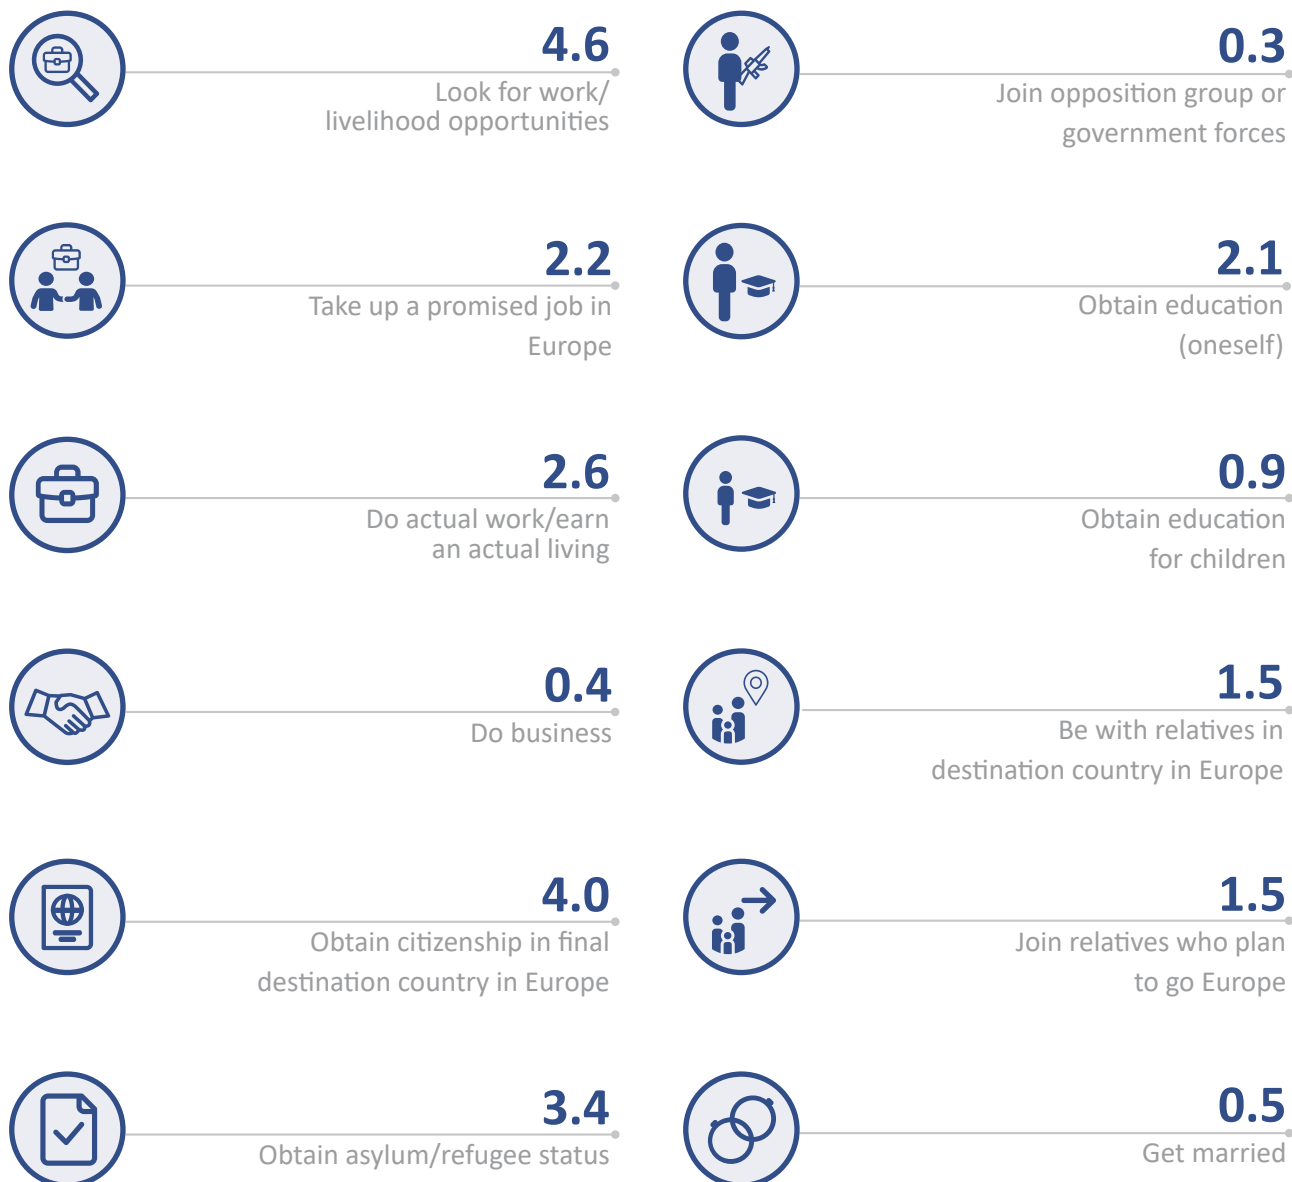 4.6
Look for work/
livelihood opportunities
0.3
Join opposition group or
government forces
2.2
Take up a promised job in
Europe
2.1
Obtain education
(oneself)
2.6
Do actual work/earn
an actual living
0.9
Obtain education
for children
0.4
Do business
1.5
Be with relatives in
destination country in Europe
4.0
Obtain citizenship in final
destination country in Europe
1.5
Join relatives who plan
to go Europe
3.4
Obtain asylum/refugee status
0.5
Get married